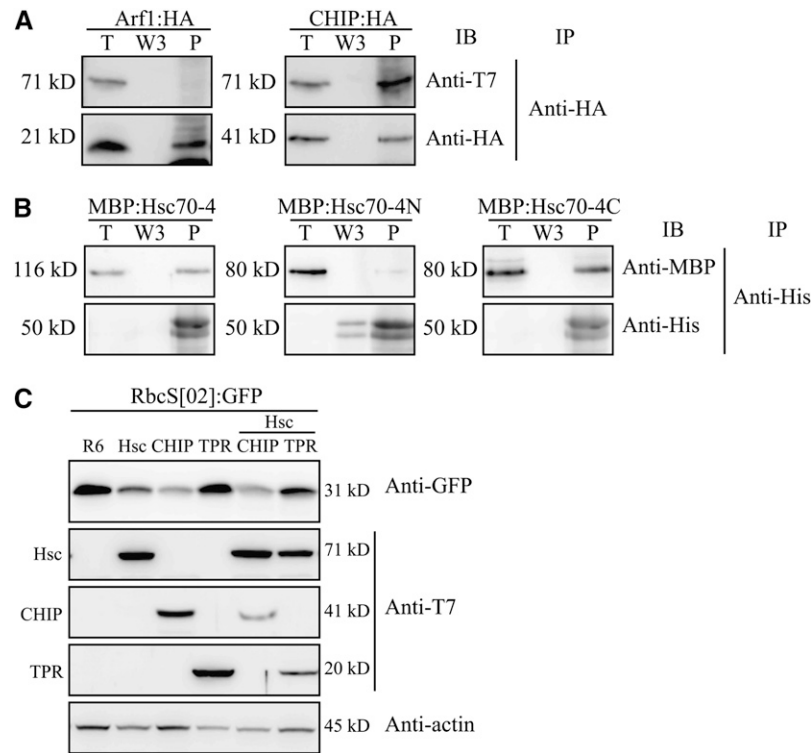 A
Arf1:HA CHIP:HA
T W3 P T W3 P IB IP
71 kD 71 kD Anti-T7
21 kD 41 kD Anti-HA
Anti-HA
B
MBP:Hsc70-4 MBP:Hsc70-4N MBP:Hsc70-4C
T W3 P T W3 P T W3 P IB IP
116 kD 80 kD 80 kD Anti-MBP
50 kD 50 kD 50 kD Anti-His
Anti-His
C
RbcS[02]:GFP
Hsc
R6 Hsc CHIP TPR CHIP TPR
31 kD Anti-GFP
Hsc 71 kD
CHIP 41 kD Anti-T7
TPR 20 kD
45 kD Anti-actin